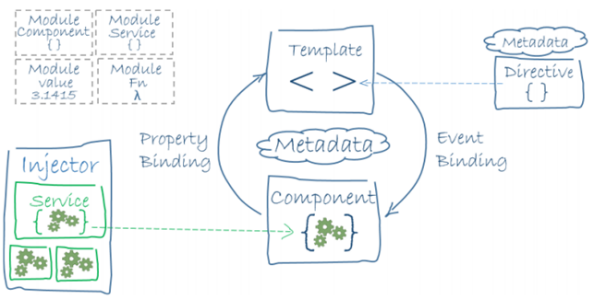 Module
Component
{ }
Module
Service
{ }
Module
value
3.1415
Module
Fn
λ
Template
< >
Metadata
Directive
{ }
Property
Binding
Metadata
Event
Binding
Injector
Service
{ }
Component
{ }